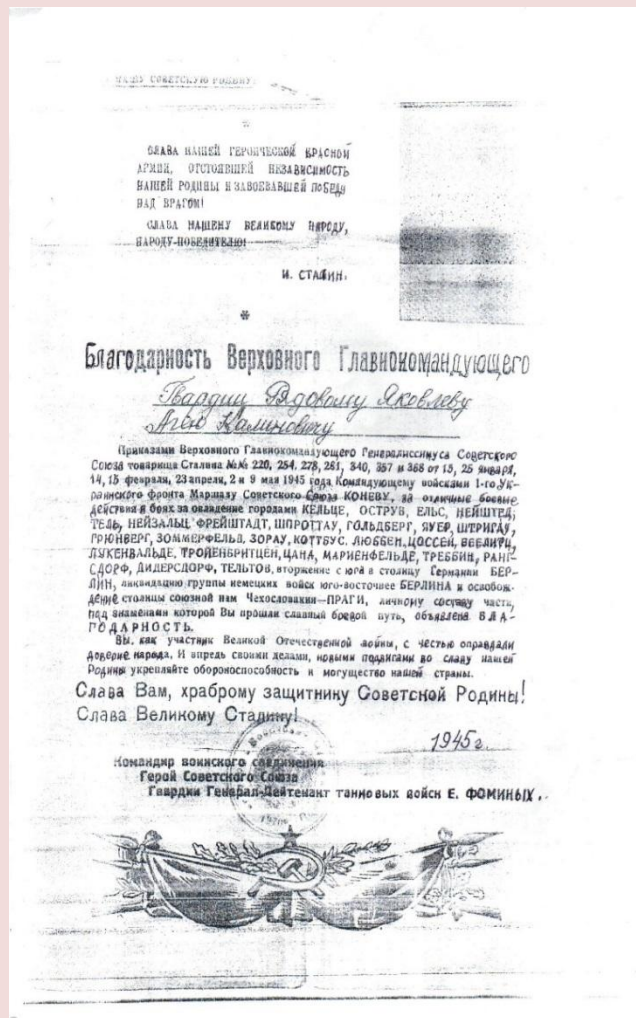 НАШУ СОВЕТСКУЮ РОДИНУ
СЛАВА НАШЕЙ ГЕРОИЧЕСКОЙ КРАСНОЙ
АРМИИ, ОТСТОЯВШЕЙ НЕЗАВИСИМОСТЬ
НАШЕЙ РОДИНЫ И ЗАВОЕВАВШЕЙ ПОБЕДУ
НАД ВРАГОМ!
СЛАВА НАШЕМУ ВЕЛИКОМУ НАРОДУ,
НАРОДУ-ПОБЕДИТЕЛЮ!
И. СТАЛИН.
*
Благодарность Верховного Главнокомандующего
Гвардии Рядовому Яковлеву
Калиновичу
Приказами Верховного Главнокомандующего Генералиссимуса Советского
Союза товарища Сталина №№ 220, 254, 278, 281, 340, 357 и 368 от 15, 25 января,
14, 15 февраля, 23 апреля, 2 и 9 мая 1945 года Командующему войсками 1-го Ук-
раинского фронта Маршалу Советского Союза КОНЕВУ, за отличные боевые
действия в боях за овладение городами КЕЛЬЦЕ, ОСТРУВ, ЕЛЬС, НЕЙШТЕД-
ТЕЛЬ, НЕЙЗАЛЬЦ, ФРЕЙШТАДТ, ШПРОТТАУ, ГОЛЬДБЕРГ, ЯУЕР, ШТРИГАУ,
ГРЮНБЕРГ, ЗОММЕРФЕЛЬД, ЗОРАУ, КОТТБУС, ЛЮББЕН, ЦОССЕН, БЕЕЛИТЦ,
ЛУКЕНВАЛЬДЕ, ТРОЙЕНБРИТЦЕН, ЦАНА, МАРИЕНФЕЛЬДЕ, ТРЕББИН, РАНГ-
СДОРФ, ДИДЕРСДОРФ, ТЕЛЬТОВ, вторжение с юга в столицу Германии БЕР-
ЛИН, ликвидацию группы немецких войск юго-восточнее БЕРЛИНА и освобож-
дение столицы союзной нам Чехословакии—ПРАГИ, личному составу части,
под знаменами которой Вы прошли славный боевой путь, объявлена БЛА-
ГОДАРНОСТЬ.
Вы, как участник Великой Отечественной войны, с честью оправдали
доверие народа. И впредь своими делами, новыми подвигами во славу нашей
Родины укрепляйте обороноспособность и могущество нашей страны.
Слава Вам, храброму защитнику Советской Родины!
Слава Великому Сталину!
1945 г.
Командир воинского соединения
Герой Советского Союза
Гвардии Генерал-Лейтенант танковых войск Е. ФОМИНЫХ.